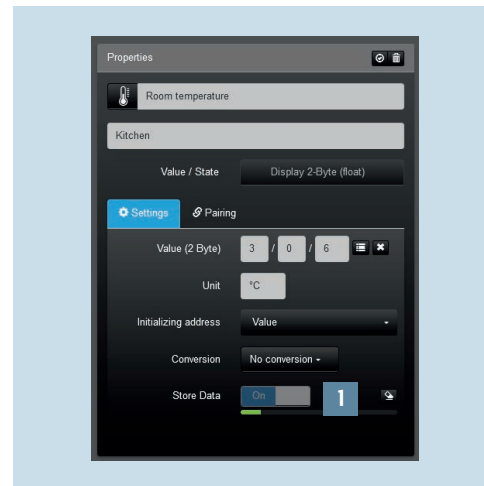 Properties
Room temperature
Kitchen
Value / State Display 2-Byte (float)
Settings Pairing
Value (2 Byte) 3 / 0 / 6
Unit °C
Initializing address Value
Conversion No conversion
Store Data On 1